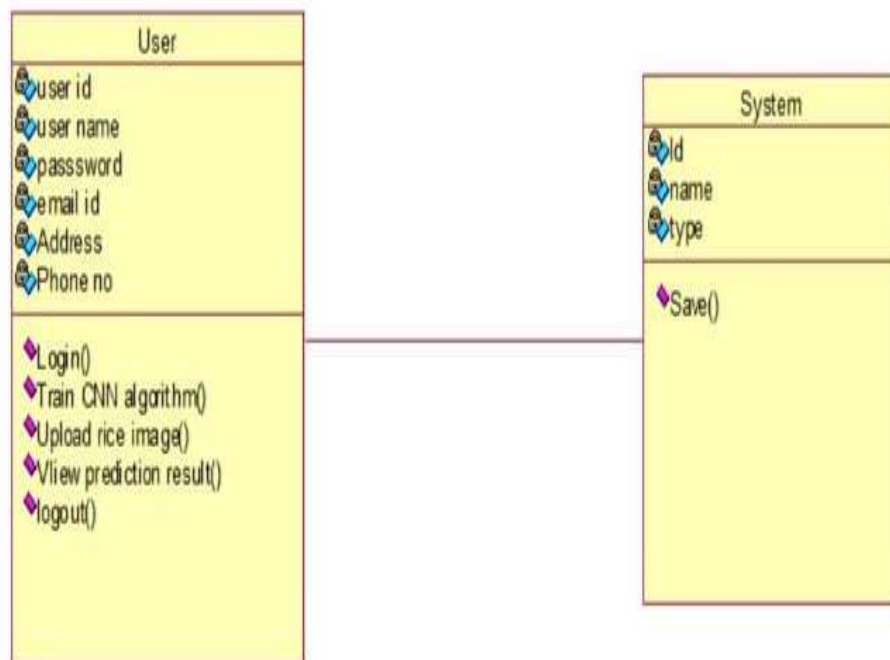 User
user id
user name
passsword
email id
Address
Phone no
Login()
Train CNN algorithm()
Upload rice image()
Vliew prediction result()
logout()
System
Id
name
type
Save()